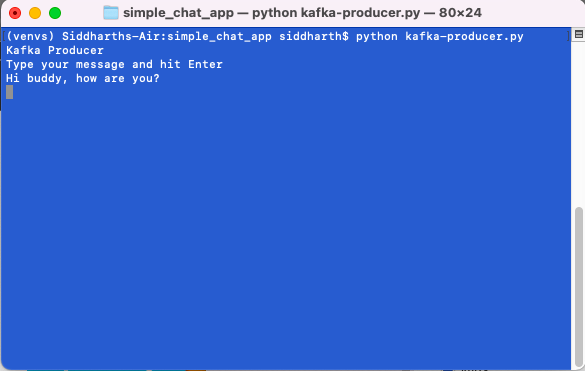 simple_chat_app — python kafka-producer.py — 80×24
(venvs) Siddharths-Air:simple_chat_app siddharth$ python kafka-producer.py
Kafka Producer
Type your message and hit Enter
Hi buddy, how are you?